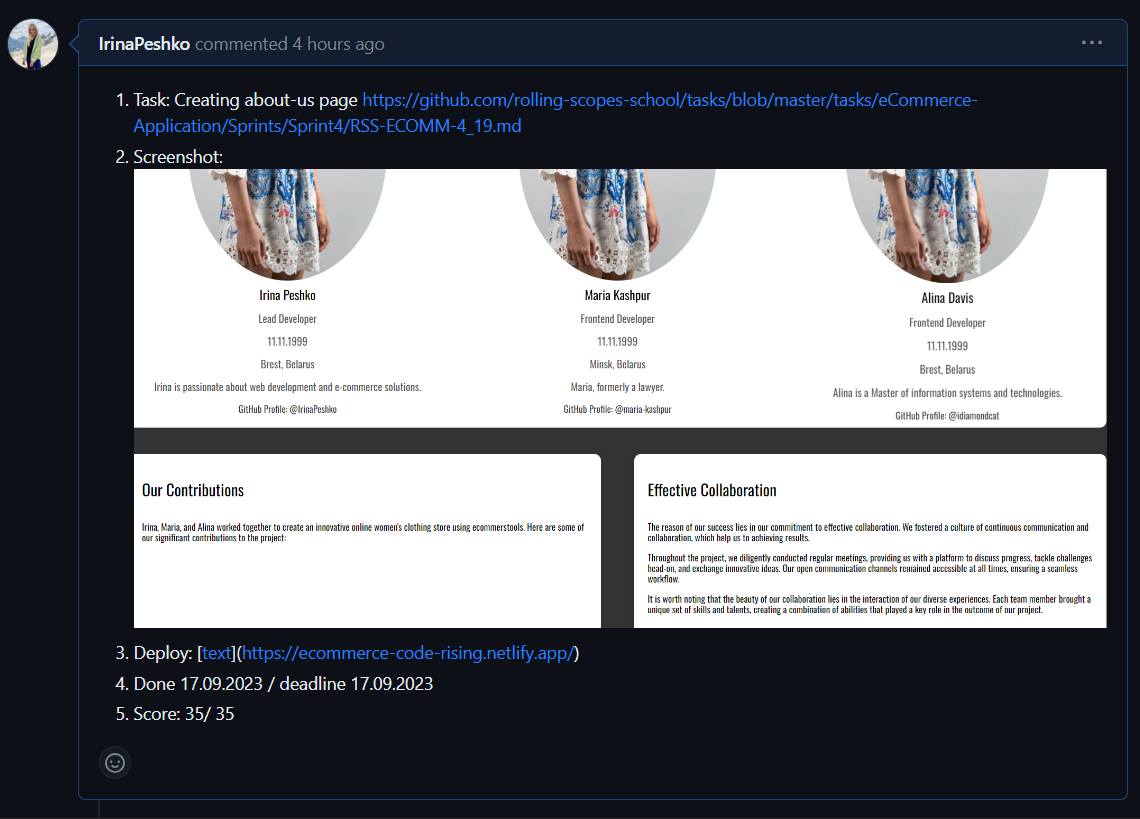 IrinaPeshko commented 4 hours ago
1. Task: Creating about-us page https://github.com/rolling-scopes-school/tasks/blob/master/tasks/eCommerce-
Application/Sprints/Sprint4/RSS-ECOMM-4_19.md
2. Screenshot:
Irina Peshko
Lead Developer
11.11.1999
Brest, Belarus
Irina is passionate about web development and e-commerce solutions.
GitHub Profile: @IrinaPeshko
Maria Kashpur
Frontend Developer
11.11.1999
Minsk, Belarus
Maria, formerly a lawyer.
GitHub Profile: @maria-kashpur
Alina Davis
Frontend Developer
11.11.1999
Brest, Belarus
Alina is a Master of information systems and technologies.
GitHub Profile: @idiamondcat
Our Contributions
Irina, Maria, and Alina worked together to create an innovative online women's clothing store using ecommerstools. Here are some of
our significant contributions to the project:
Effective Collaboration
The reason of our success lies in our commitment to effective collaboration. We fostered a culture of continuous communication and
collaboration, which help us to achieving results.
Throughout the project, we diligently conducted regular meetings, providing us with a platform to discuss progress, tackle challenges
head-on, and exchange innovative ideas. Our open communication channels remained accessible at all times, ensuring a seamless
workflow.
It is worth noting that the beauty of our collaboration lies in the interaction of our diverse experiences. Each team member brought a
unique set of skills and talents, creating a combination of abilities that played a key role in the outcome of our project.
3. Deploy: [text](https://ecommerce-code-rising.netlify.app/)
4. Done 17.09.2023 / deadline 17.09.2023
5. Score: 35/ 35